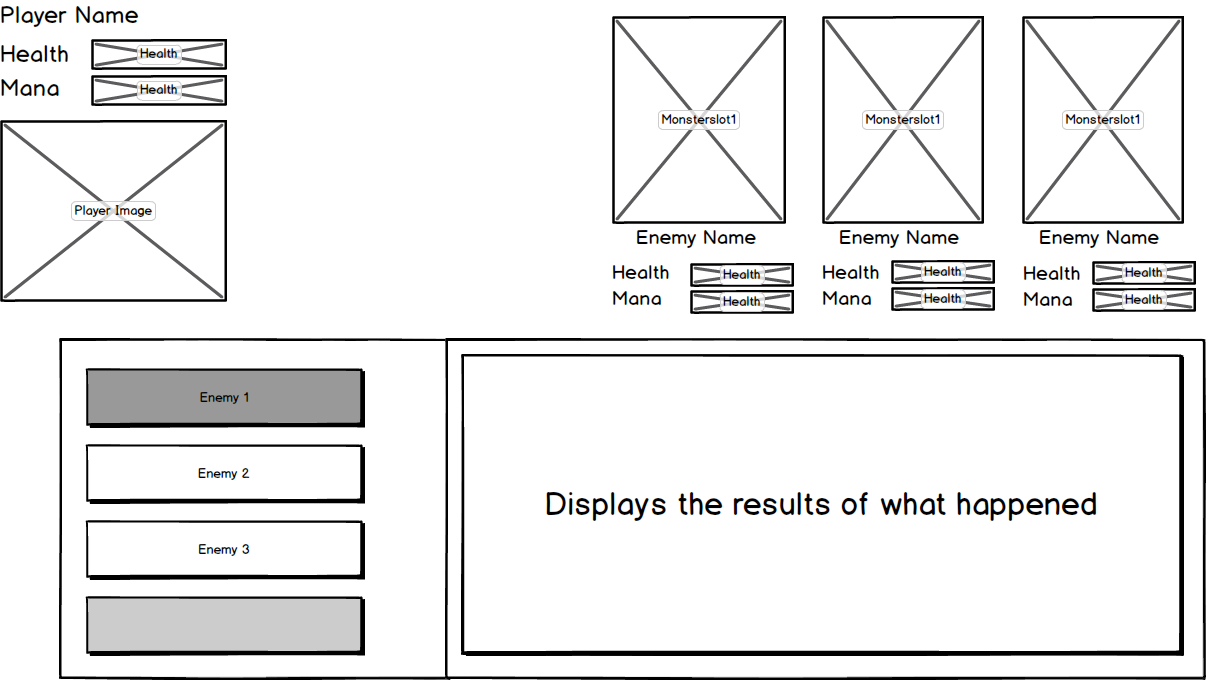 Player Name
Health
Health
Mana
Health
Player Image
Monsterslot1
Monsterslot1
Monsterslot1
Enemy Name
Enemy Name
Enemy Name
Health
Health
Health
Health
Health
Health
Mana
Health
Mana
Health
Mana
Health
Enemy 1
Enemy 2
Enemy 3
Displays the results of what happened